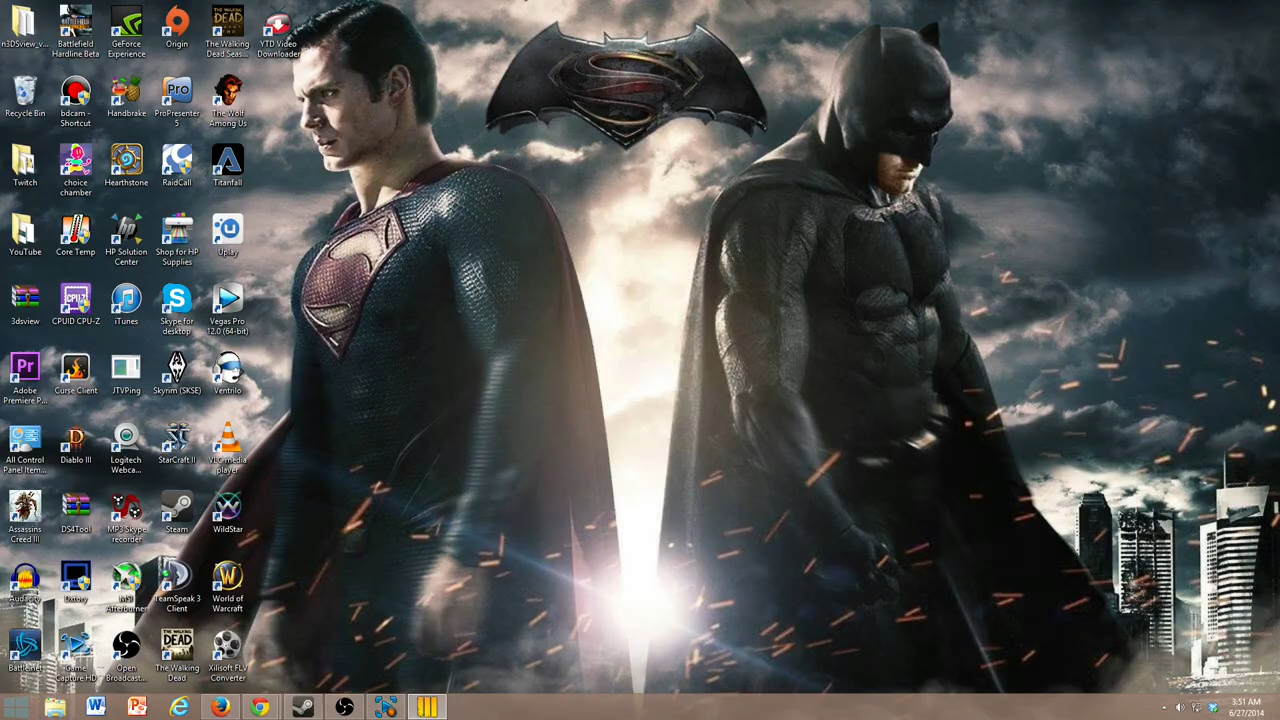 n3DSview_v...
Battlefield
Hardline Beta
GeForce
Experience
Origin
The Walking
Dead Seas...
YTD Video
Downloader
Recycle Bin
bdcam -
Shortcut
Handbrake
ProPresenter
5
The Wolf
Among Us
Twitch
choice
chamber
Hearthstone
RaidCall
Titanfall
YouTube
Core Temp
HP Solution
Center
Shop for HP
Supplies
Uplay
3dsview
CPUID CPU-Z
iTunes
Skype for
desktop
Vegas Pro
12.0 (64-bit)
Adobe
Premiere P...
Curse Client
JTVPing
Skyrim (SKSE)
Ventrilo
All Control
Panel Item...
Diablo III
Logitech
Webca...
StarCraft II
VLC media
player
Assassins
Creed III
DS4Tool
MP3 Skype
recorder
Steam
WildStar
Audacity
Dxtory
MSI
Afterburner
TeamSpeak 3
Client
World of
Warcraft
Battle.net
Game
Capture HD
Open
Broadcast...
The Walking
Dead
Xilisoft FLV
Converter
3:51 AM
6/27/2014